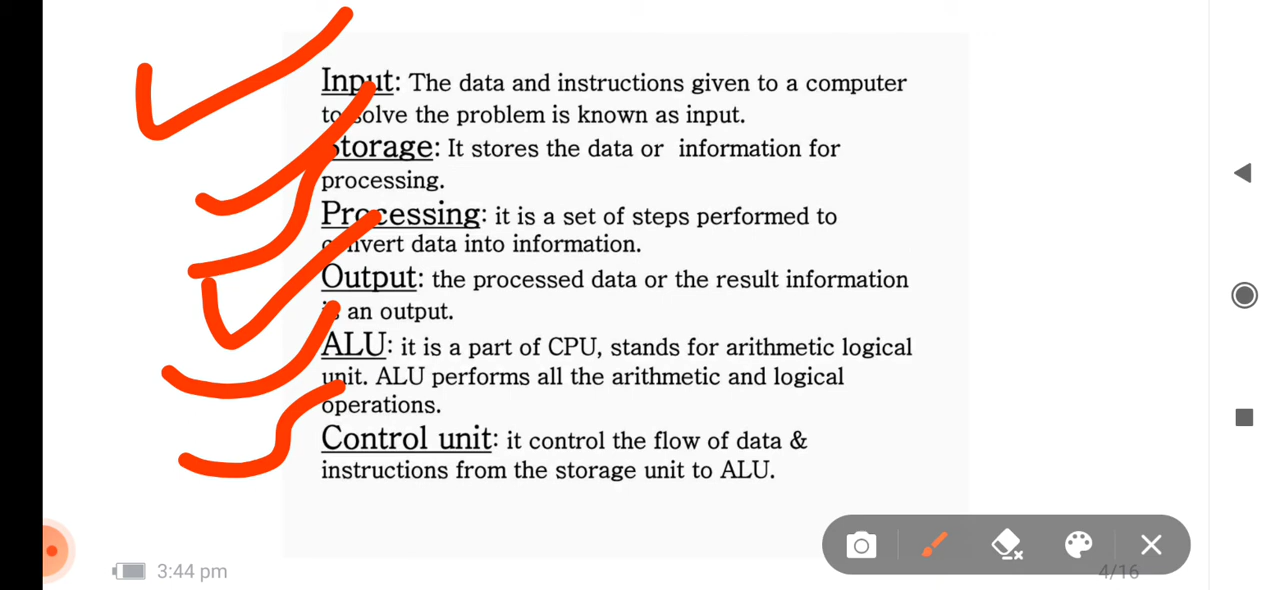 Input: The data and instructions given to a computer
to solve the problem is known as input.
Storage: It stores the data or information for
processing.
Processing: it is a set of steps performed to
convert data into information.
Output: the processed data or the result information
is an output.
ALU: it is a part of CPU, stands for arithmetic logical
unit. ALU performs all the arithmetic and logical
operations.
Control unit: it control the flow of data &
instructions from the storage unit to ALU.
3:44 pm
4/16